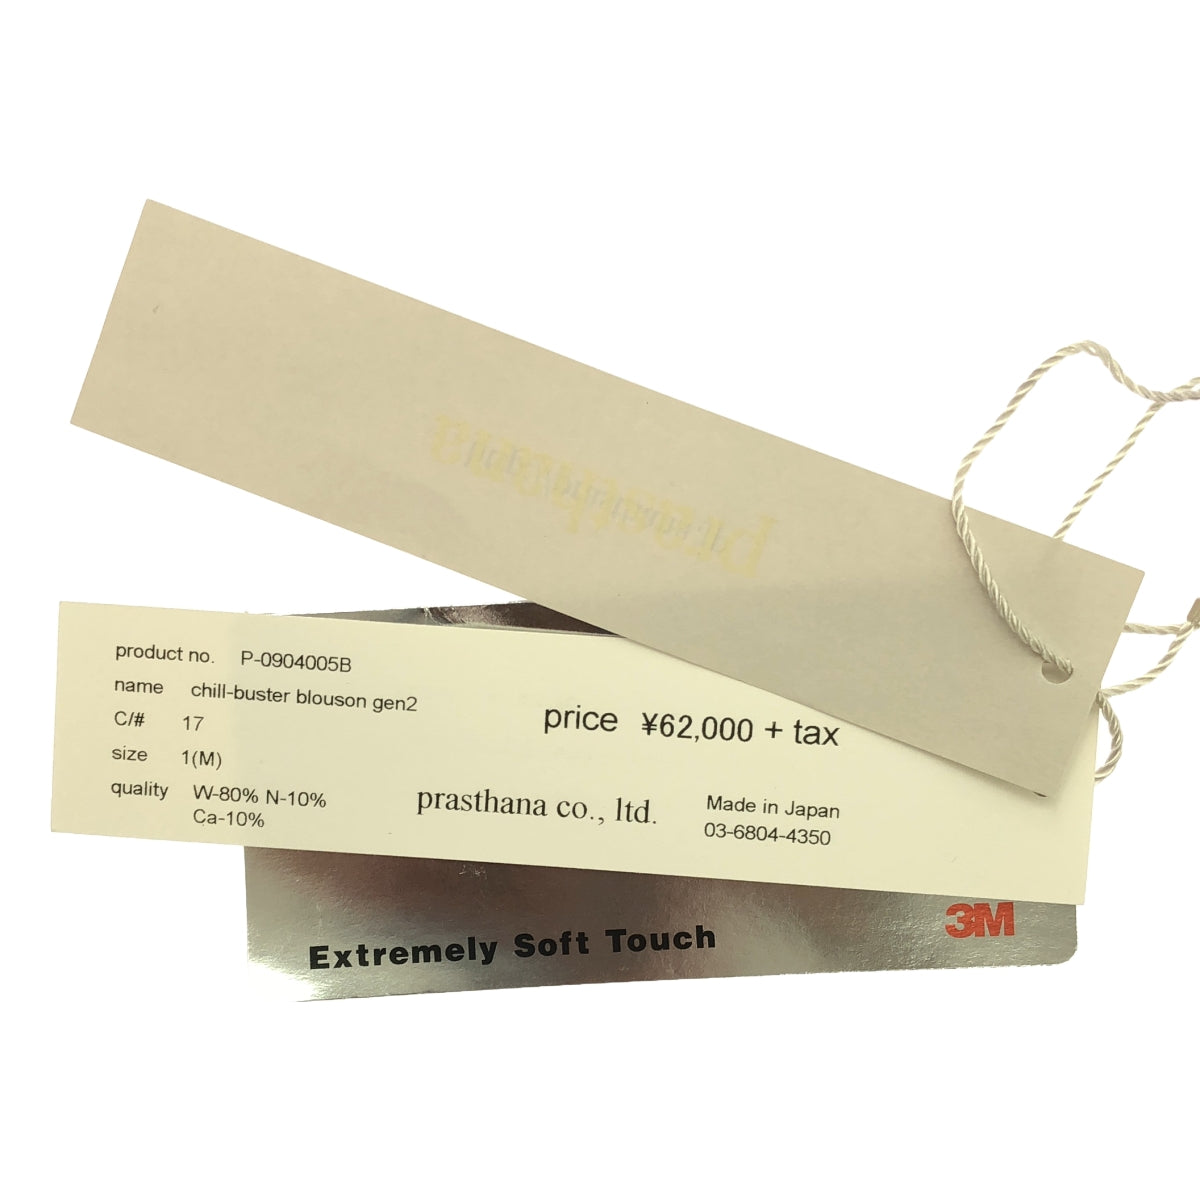 product no. P-0904005B
name chill-buster blouson gen2
C/# 17
size 1(M)
quality W-80% N-10%
Ca-10%
price ¥62,000 + tax
prasthana co., ltd.
Made in Japan
03-6804-4350
Extremely Soft Touch
3M